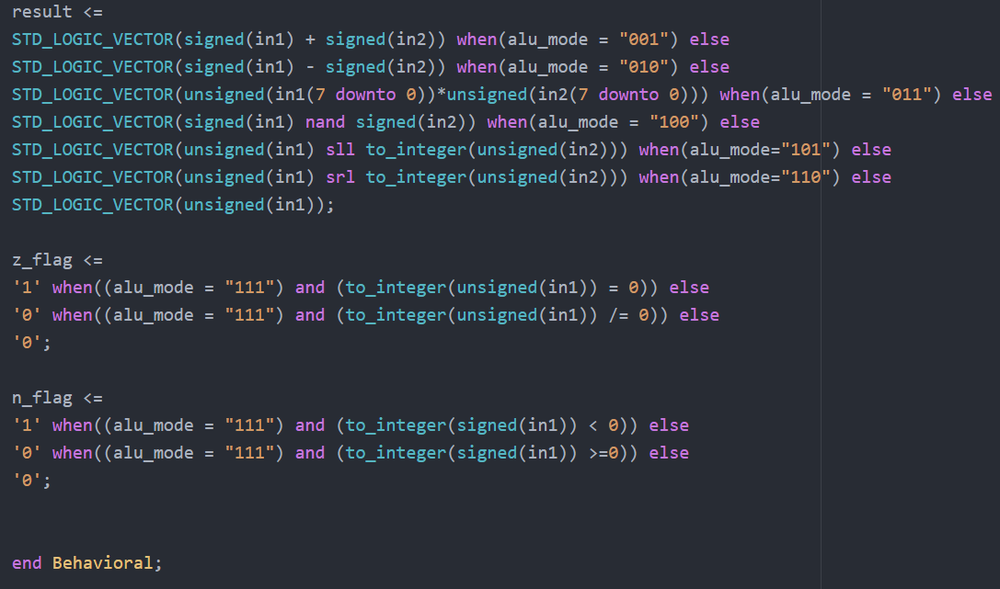 result <=
STD_LOGIC_VECTOR(signed(in1) + signed(in2)) when(alu_mode = "001") else
STD_LOGIC_VECTOR(signed(in1) - signed(in2)) when(alu_mode = "010") else
STD_LOGIC_VECTOR(unsigned(in1(7 downto 0))*unsigned(in2(7 downto 0))) when(alu_mode = "011") else
STD_LOGIC_VECTOR(signed(in1) nand signed(in2)) when(alu_mode = "100") else
STD_LOGIC_VECTOR(unsigned(in1) sll to_integer(unsigned(in2))) when(alu_mode="101") else
STD_LOGIC_VECTOR(unsigned(in1) srl to_integer(unsigned(in2))) when(alu_mode="110") else
STD_LOGIC_VECTOR(unsigned(in1));
z_flag <=
'1' when((alu_mode = "111") and (to_integer(unsigned(in1)) = 0)) else
'0' when((alu_mode = "111") and (to_integer(unsigned(in1)) /= 0)) else
'0';
n_flag <=
'1' when((alu_mode = "111") and (to_integer(signed(in1)) < 0)) else
'0' when((alu_mode = "111") and (to_integer(signed(in1)) >=0)) else
'0';
end Behavioral;